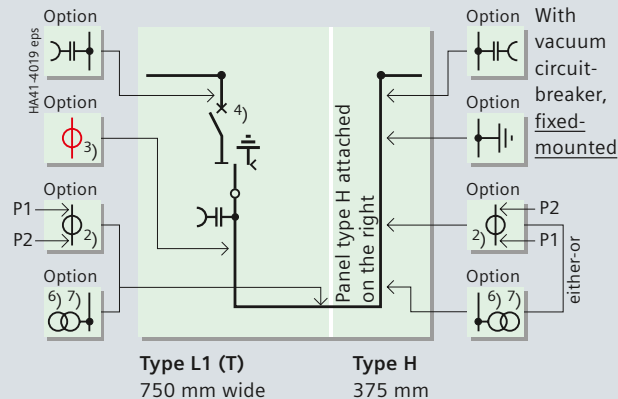 Option
Option
With
vacuum
circuit-
breaker,
fixed-
mounted
HA41-4019 eps
4)
Option
3)
Panel type H attached
on the right
Option
P1
P2
2)
Option
2)
P2
P1
either-or
Option
6) 7)
Option
6) 7)
Type L1 (T)
750 mm wide
Type H
375 mm